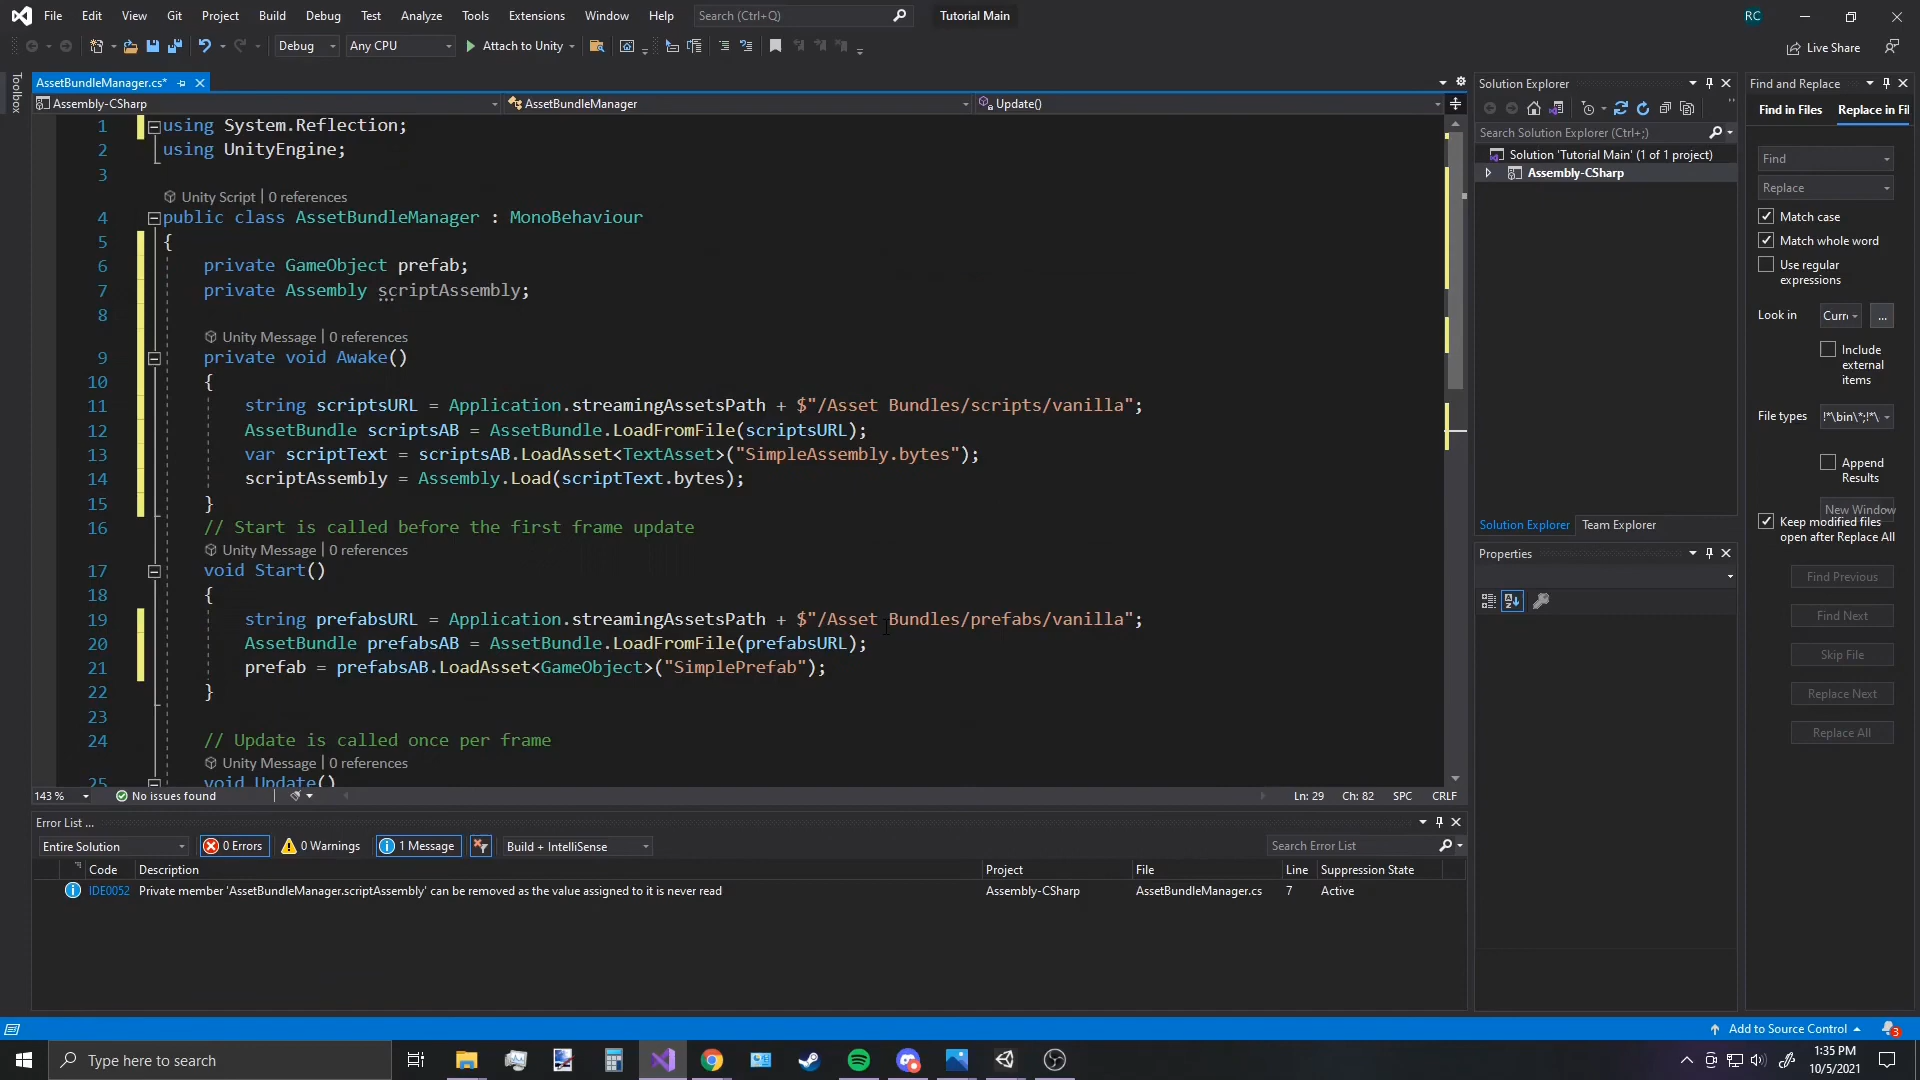 File Edit View Git Project Build Debug Test Analyze Tools Extensions Window Help Search (Ctrl+Q) Tutorial Main RC
Debug Any CPU Attach to Unity Live Share
Toolbox
AssetBundleManager.cs*
Assembly-CSharp AssetBundleManager Update()
1 using System.Reflection;
2 using UnityEngine;
3
Unity Script | 0 references
4 public class AssetBundleManager : MonoBehaviour
5 {
6 private GameObject prefab;
7 private Assembly scriptAssembly;
8
Unity Message | 0 references
9 private void Awake()
10 {
11 string scriptsURL = Application.streamingAssetsPath + $"/Asset Bundles/scripts/vanilla";
12 AssetBundle scriptsAB = AssetBundle.LoadFromFile(scriptsURL);
13 var scriptText = scriptsAB.LoadAsset<TextAsset>("SimpleAssembly.bytes");
14 scriptAssembly = Assembly.Load(scriptText.bytes);
15 }
16 // Start is called before the first frame update
Unity Message | 0 references
17 void Start()
18 {
19 string prefabsURL = Application.streamingAssetsPath + $"/Asset Bundles/prefabs/vanilla";
20 AssetBundle prefabsAB = AssetBundle.LoadFromFile(prefabsURL);
21 prefab = prefabsAB.LoadAsset<GameObject>("SimplePrefab");
22 }
23
24 // Update is called once per frame
Unity Message | 0 references
25 void Update()
143 % No issues found Ln: 29 Ch: 82 SPC CRLF
Error List ...
Entire Solution 0 Errors 0 Warnings 1 Message Build + IntelliSense Search Error List
Code Description Project File Line Suppression State
IDE0052 Private member 'AssetBundleManager.scriptAssembly' can be removed as the value assigned to it is never read Assembly-CSharp AssetBundleManager.cs 7 Active
Solution Explorer
Search Solution Explorer (Ctrl+;)
Solution 'Tutorial Main' (1 of 1 project)
Assembly-CSharp
Solution Explorer Team Explorer
Properties
Find and Replace
Find in Files Replace in Fil
Find
Replace
Match case
Match whole word
Use regular
expressions
Look in Curr ...
Include
external
items
File types !*\bin\*;!*\
Append
Results
New Window
Keep modified files
open after Replace All
Find Previous
Find Next
Skip File
Replace Next
Replace All
Add to Source Control 3
Type here to search
1:35 PM
10/5/2021